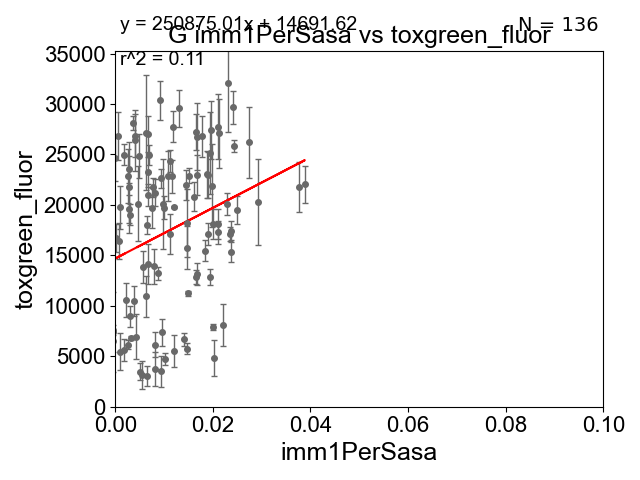 y = 250875.01x + 14691.62
N = 136
G imm1PerSasa vs toxgreen_fluor
r^2 = 0.11
35000
30000
25000
20000
15000
10000
5000
0
toxgreen_fluor
0.00 0.02 0.04 0.06 0.08 0.10
imm1PerSasa